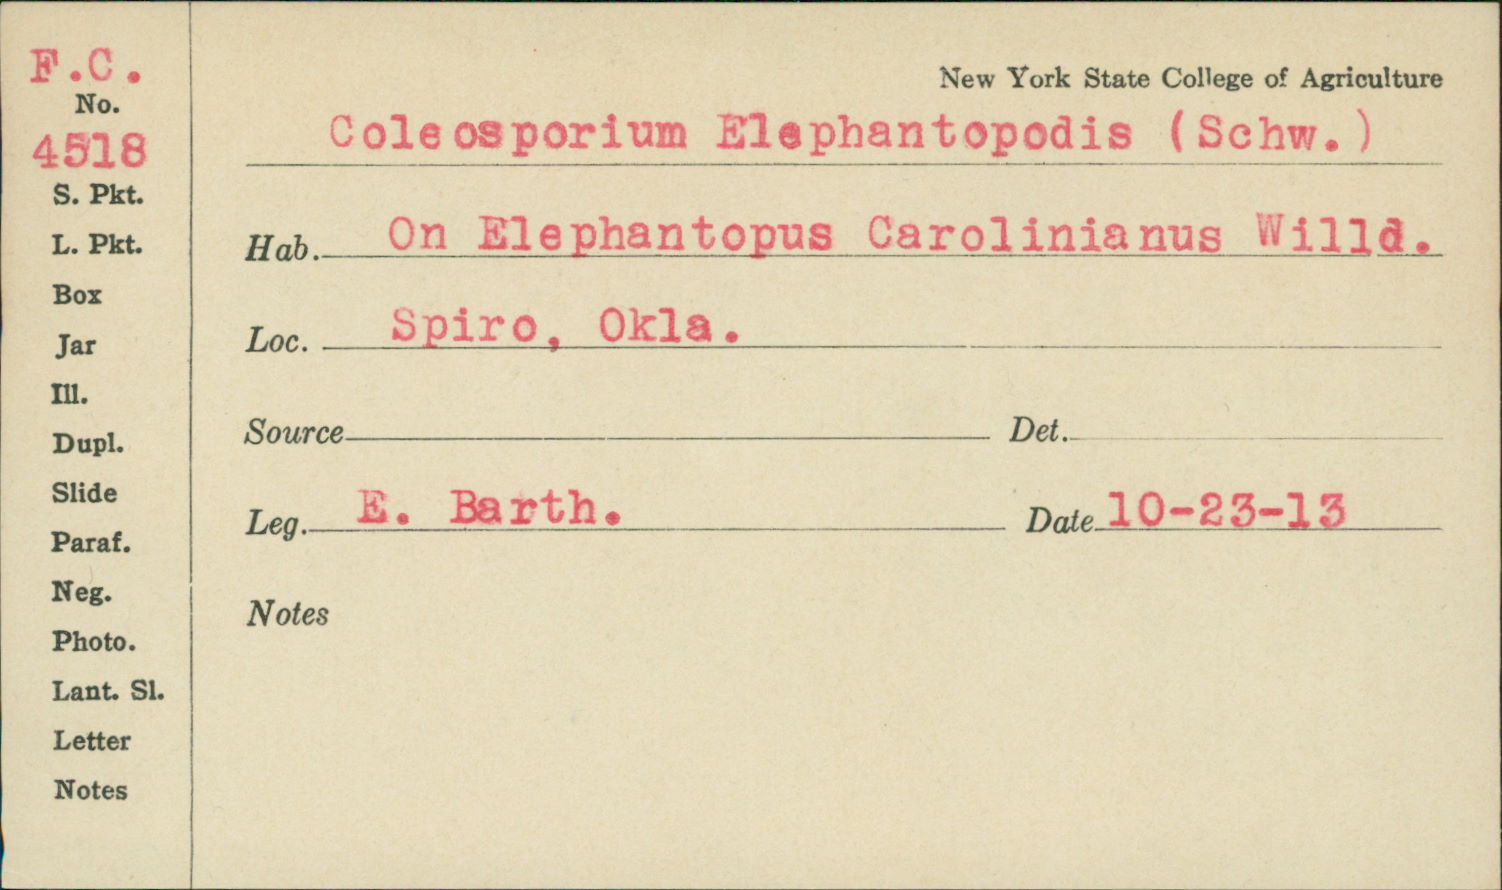 F.C.
No.
4518
S. Pkt.
L. Pkt.
Box
Jar
Ill.
Dupl.
Slide
Paraf.
Neg.
Photo.
Lant. Sl.
Letter
Notes
New York State College of Agriculture
Coleosporium Elephantopodis (Schw.)
Hab. On Elephantopus Carolinianus Willd.
Loc. Spiro, Okla.
Source Det.
Leg. E. Barth. Date 10-23-13
Notes